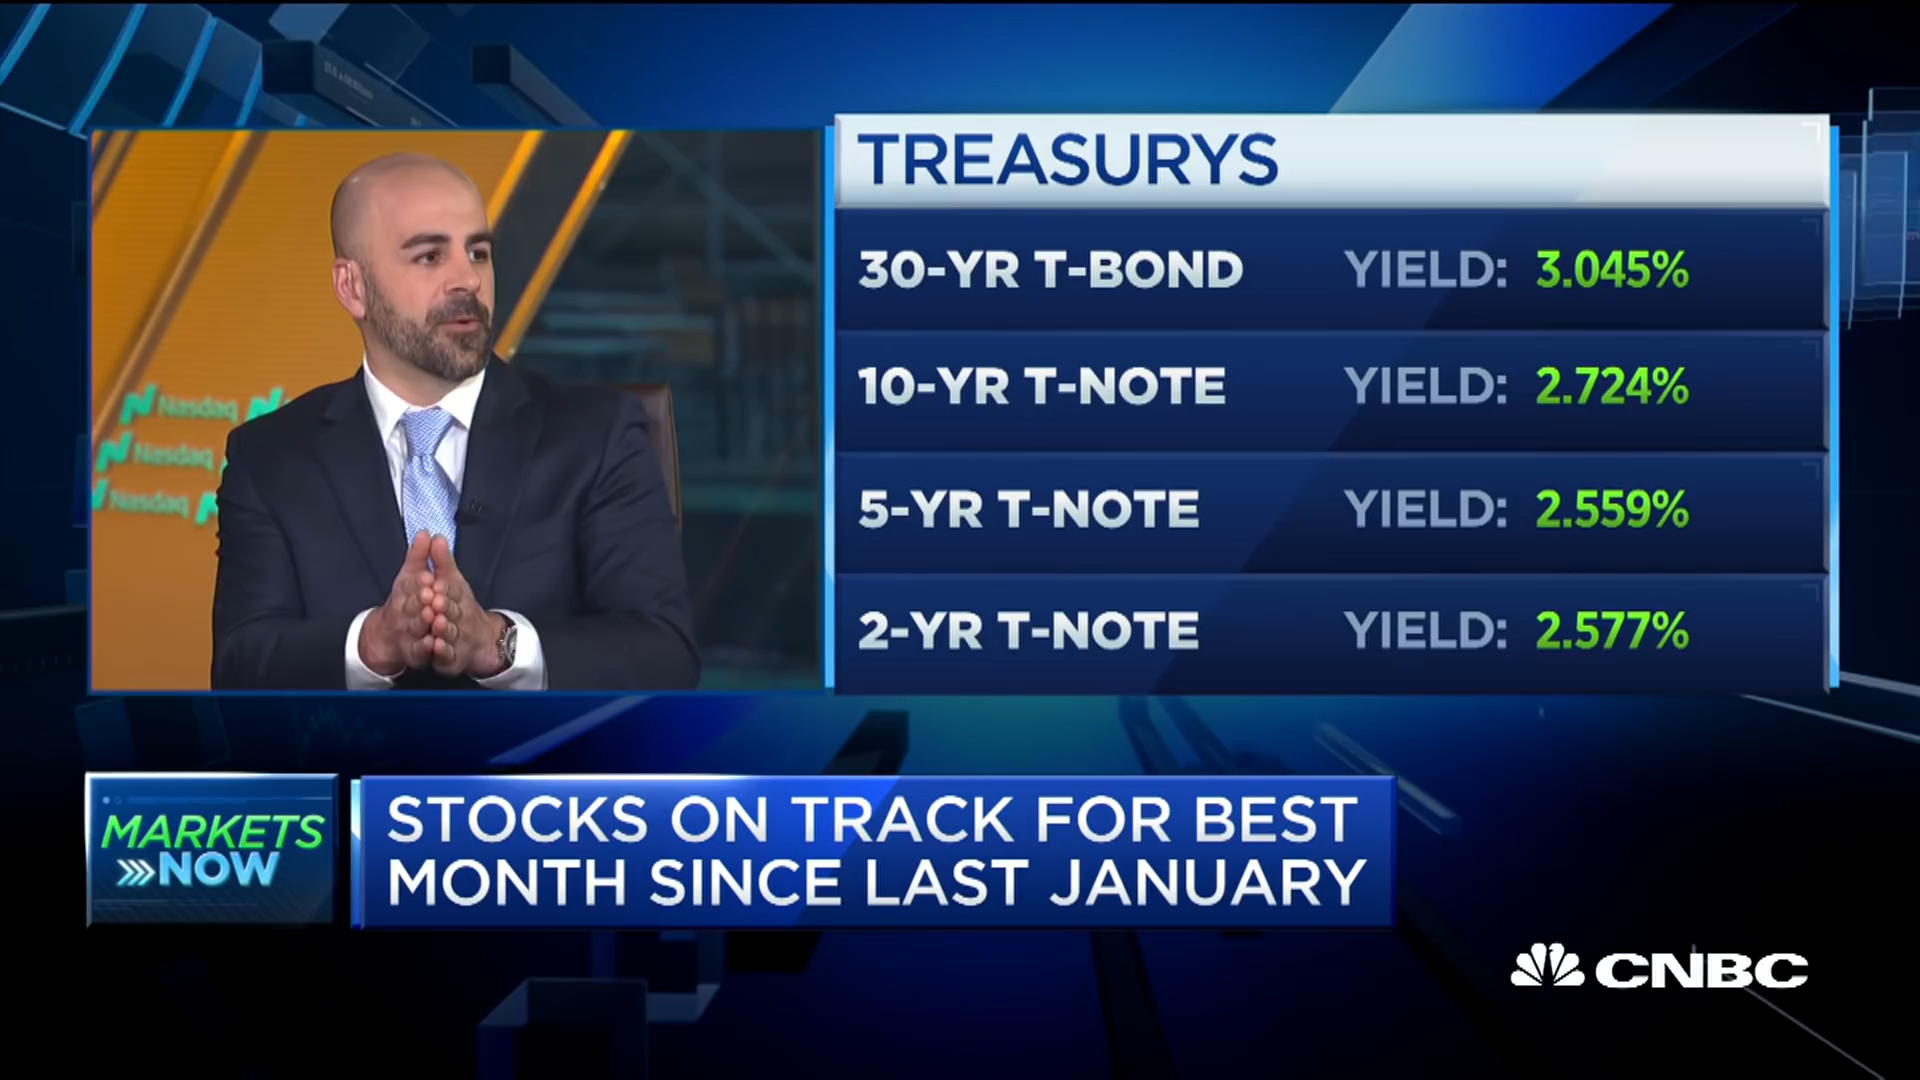 TREASURYS
30-YR T-BOND YIELD: 3.045%
10-YR T-NOTE YIELD: 2.724%
5-YR T-NOTE YIELD: 2.559%
2-YR T-NOTE YIELD: 2.577%
Nasdaq
Nasdaq
Nasdaq
MARKETS
NOW
STOCKS ON TRACK FOR BEST
MONTH SINCE LAST JANUARY
CNBC